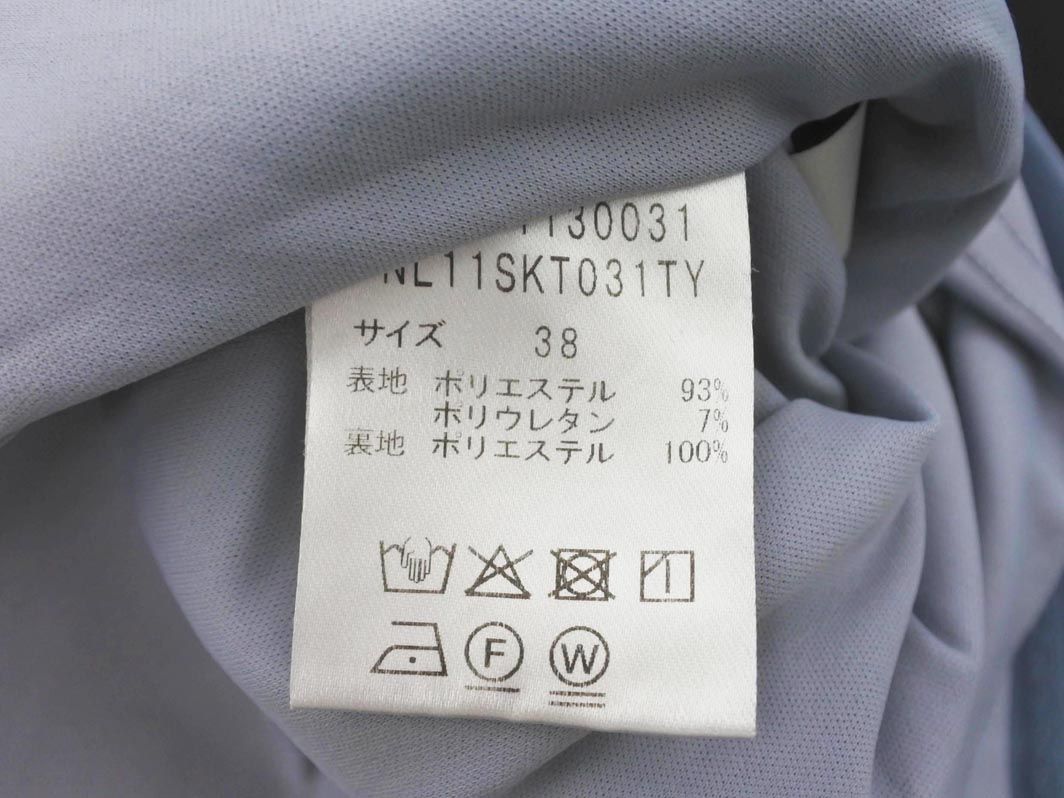 1130031
NL11SKT031TY
サイズ 38
表地 ポリエステル 93%
ポリウレタン 7%
裏地 ポリエステル 100%
F W